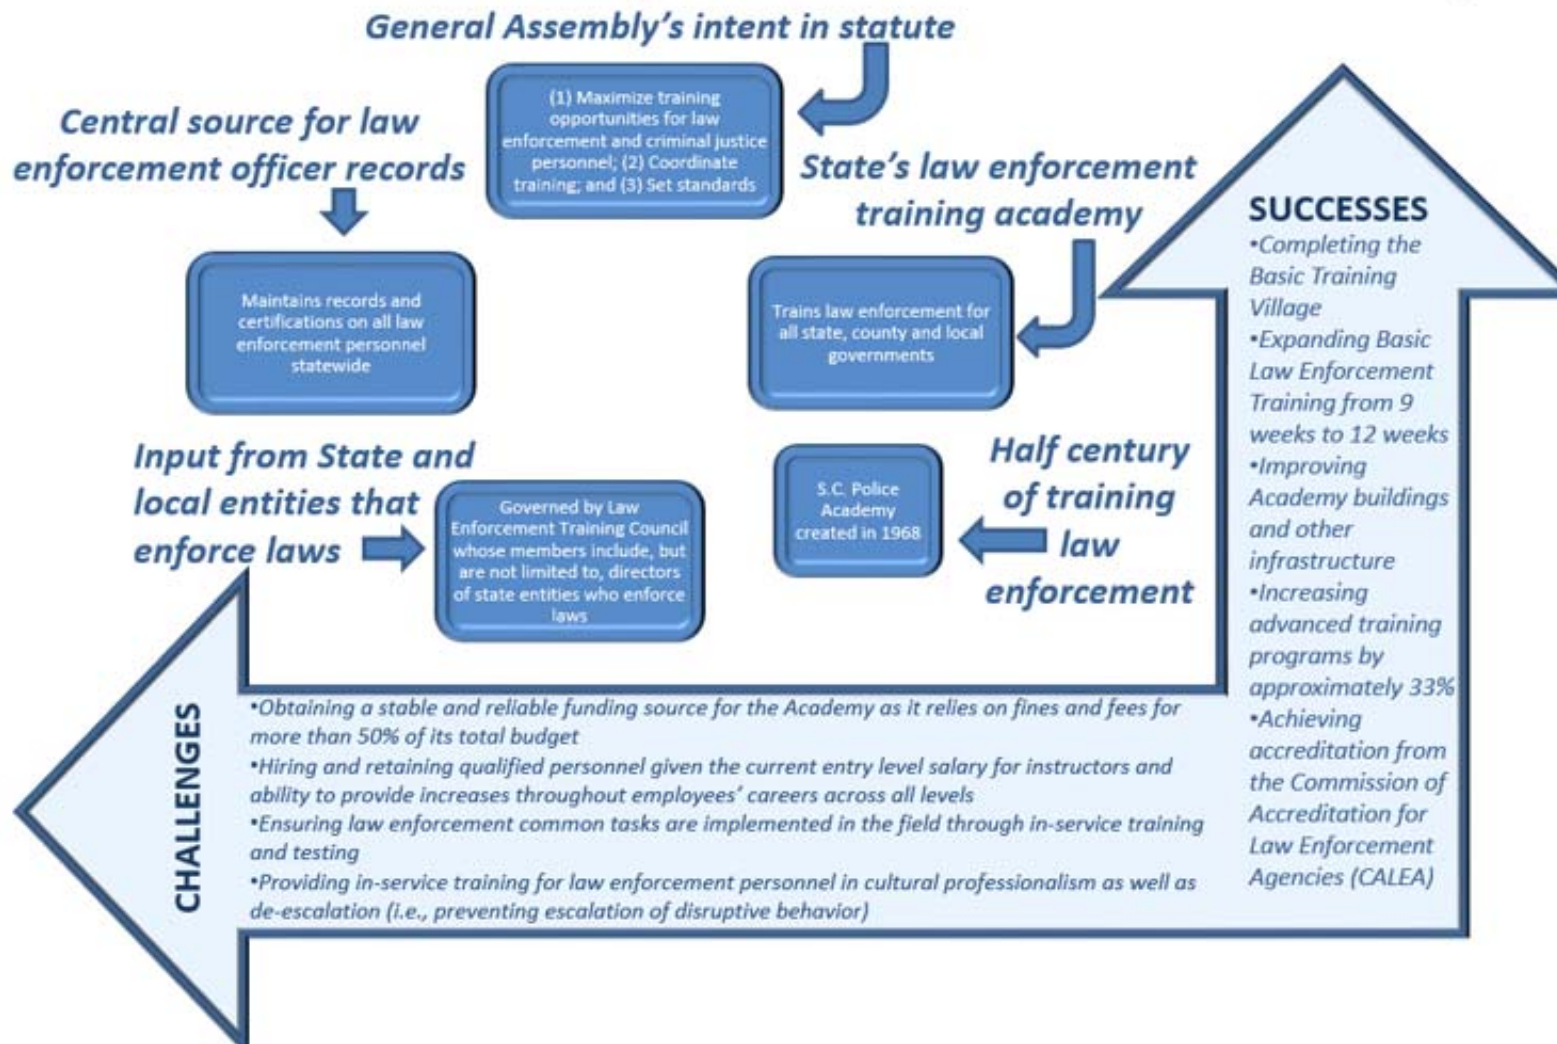 General Assembly's intent in statute
(1) Maximize training
opportunities for law
enforcement and criminal justice
personnel; (2) Coordinate
training; and (3) Set standards
Central source for law
enforcement officer records
Maintains records and
certifications on all law
enforcement personnel
statewide
State's law enforcement
training academy
Trains law enforcement for
all state, county and local
governments
Input from State and
local entities that
enforce laws
Governed by Law
Enforcement Training Council
whose members include, but
are not limited to, directors
of state entities who enforce
laws
S.C. Police
Academy
created in 1968
Half century
of training
law
enforcement
SUCCESSES
•Completing the
Basic Training
Village
•Expanding Basic
Law Enforcement
Training from 9
weeks to 12 weeks
•Improving
Academy buildings
and other
infrastructure
•Increasing
advanced training
programs by
approximately 33%
•Achieving
accreditation from
the Commission of
Accreditation for
Law Enforcement
Agencies (CALEA)
CHALLENGES
•Obtaining a stable and reliable funding source for the Academy as it relies on fines and fees for
more than 50% of its total budget
•Hiring and retaining qualified personnel given the current entry level salary for instructors and
ability to provide increases throughout employees' careers across all levels
•Ensuring law enforcement common tasks are implemented in the field through in-service training
and testing
•Providing in-service training for law enforcement personnel in cultural professionalism as well as
de-escalation (i.e., preventing escalation of disruptive behavior)